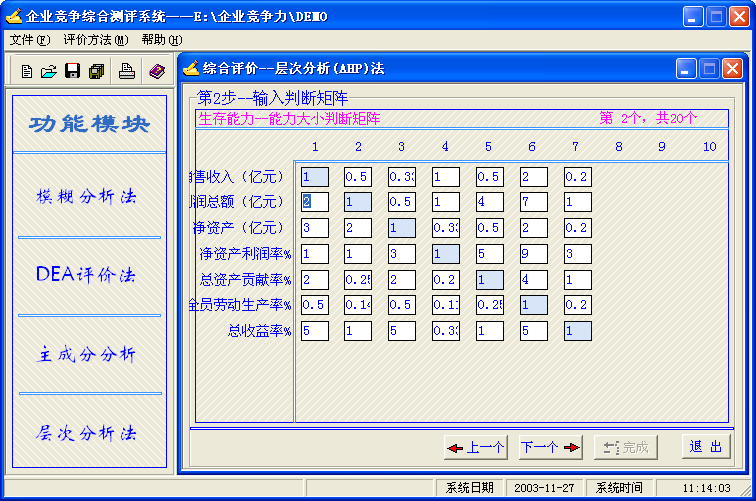 企业竞争综合测评系统——E:\企业竞争力\DEMO
文件(F) 评价方法(M) 帮助(H)
功能模块
模糊分析法
DEA评价法
主成分分析
层次分析法
综合评价--层次分析(AHP)法
第2步--输入判断矩阵
生存能力--能力大小判断矩阵 第 2个，共20个
1 2 3 4 5 6 7 8 9 10
售收入（亿元） 1 0.5 0.33 1 0.5 2 0.2
润总额（亿元） 2 1 0.5 1 4 7 1
净资产（亿元） 3 2 1 0.33 0.5 2 0.2
净资产利润率% 1 1 3 1 5 9 3
总资产贡献率% 2 0.25 2 0.2 1 4 1
全员劳动生产率% 0.5 0.14 0.5 0.11 0.25 1 0.2
总收益率% 5 1 5 0.33 1 5 1
上一个 下一个 完成 退 出
系统日期 2003-11-27 系统时间 11:14:03